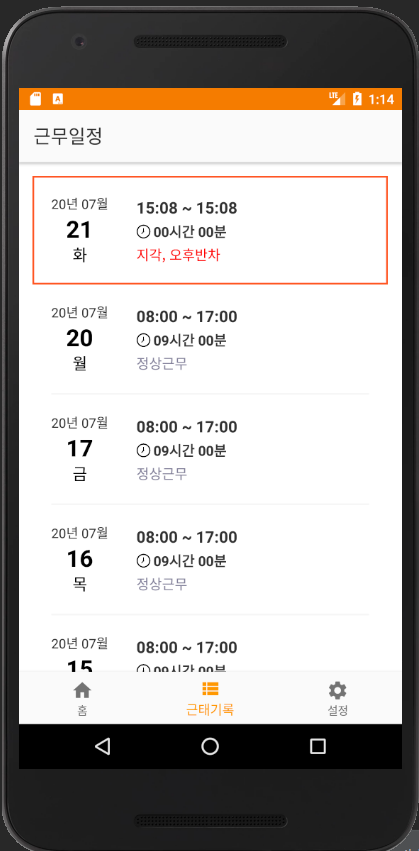 LTE 1:14
근무일정
20년 07월
21
화
15:08 ~ 15:08
00시간 00분
지각, 오후반차
20년 07월
20
월
08:00 ~ 17:00
09시간 00분
정상근무
20년 07월
17
금
08:00 ~ 17:00
09시간 00분
정상근무
20년 07월
16
목
08:00 ~ 17:00
09시간 00분
정상근무
20년 07월
15
08:00 ~ 17:00
09시간 00분
홈
근태기록
설정